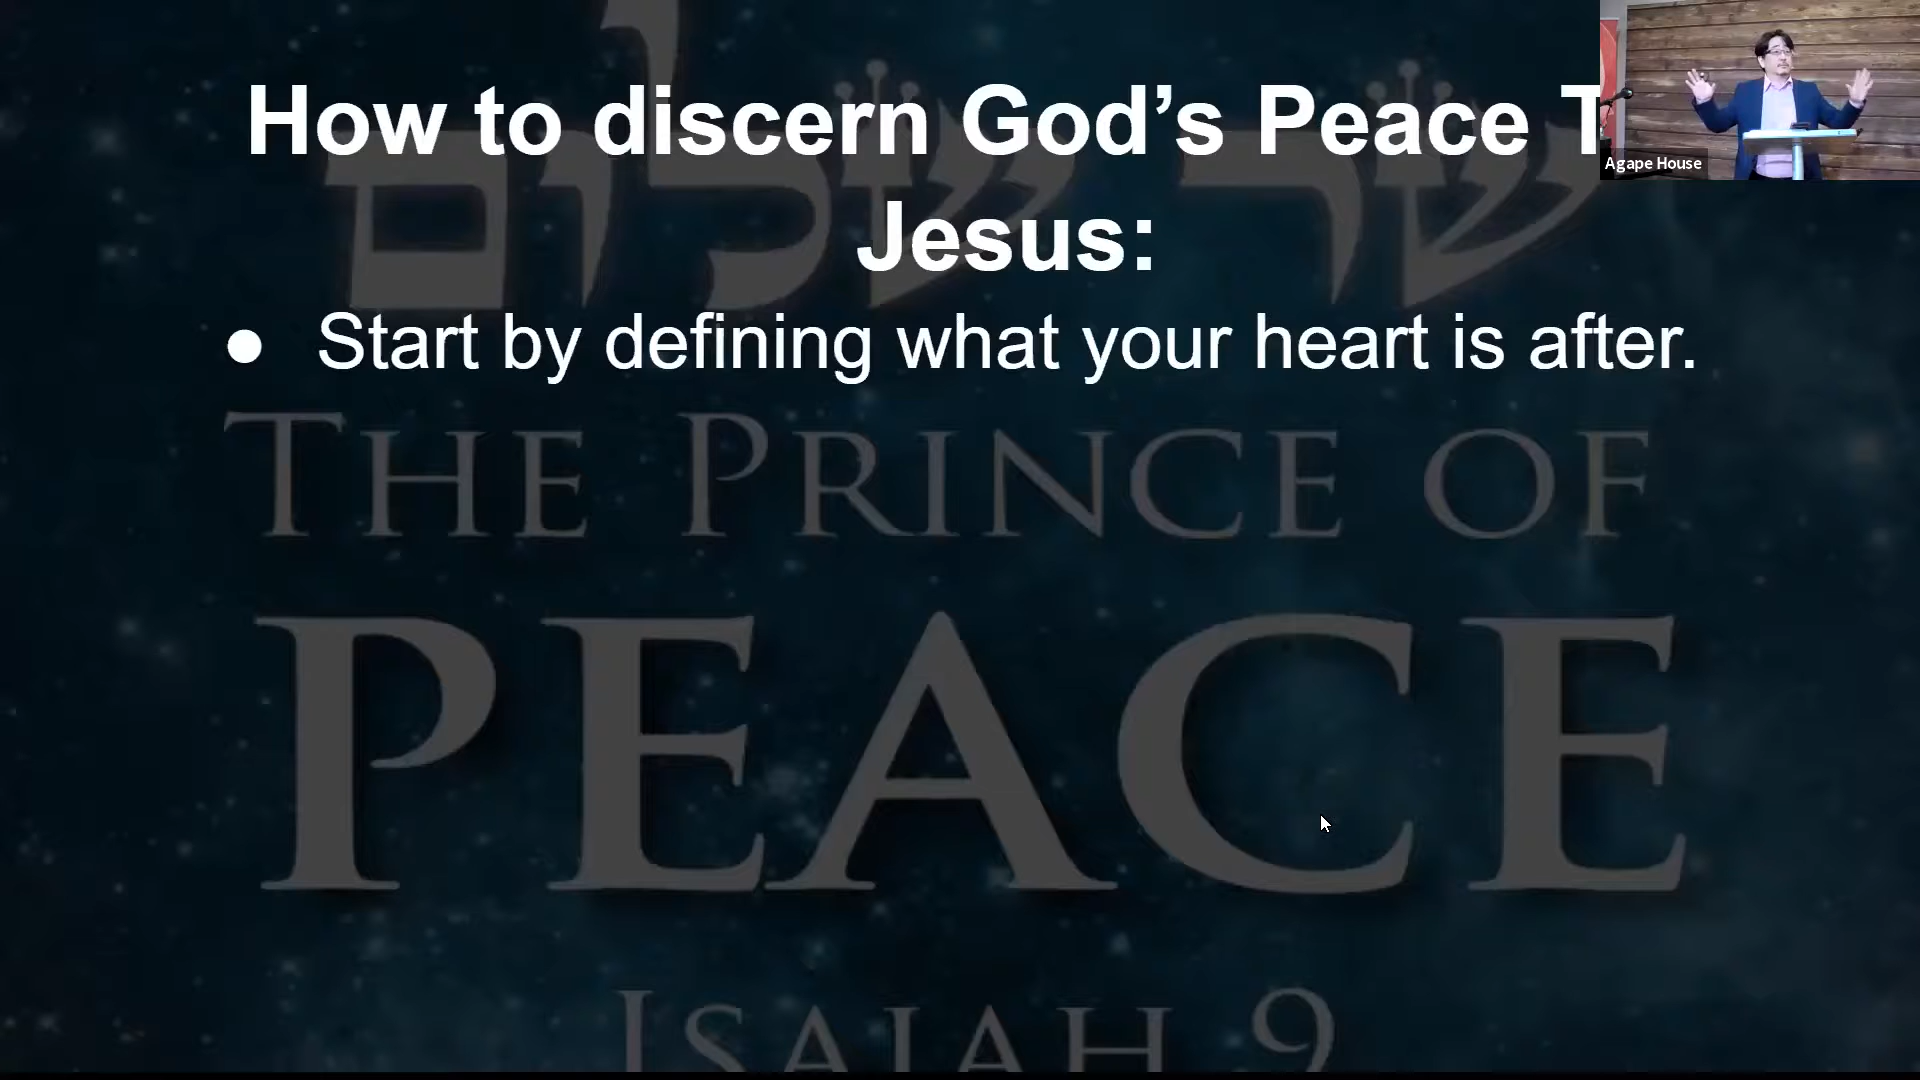 שר שלום
How to discern God’s Peace T
Agape House
Jesus:
● Start by defining what your heart is after.
THE PRINCE OF
PEACE
ISAIAH 9